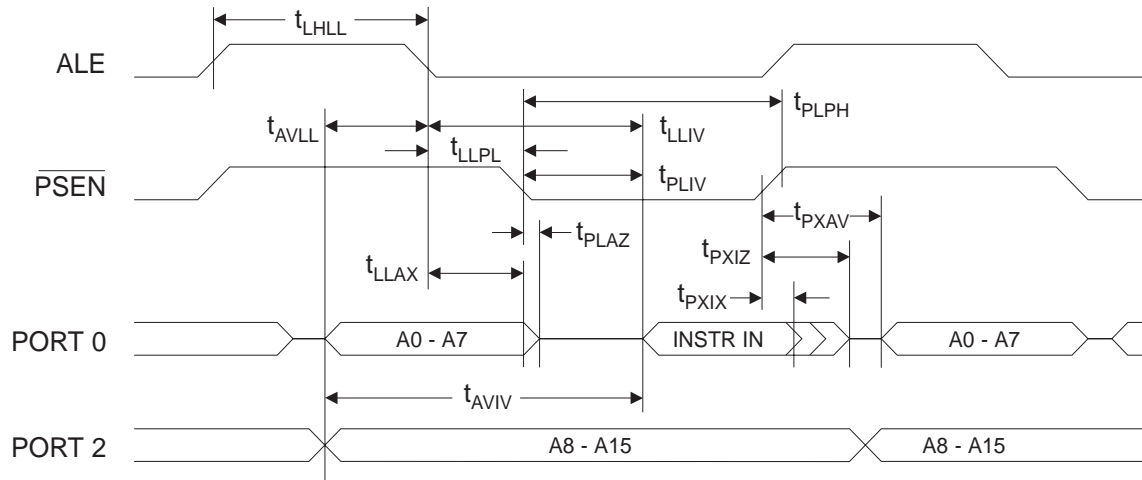 tLHLL
ALE
tPLPH
tAVLL
tLLIV
tLLPL
PSEN
tPLIV
tPXAV
tPLAZ
tPXIZ
tLLAX
tPXIX
PORT 0
A0 - A7
INSTR IN
A0 - A7
tAVIV
PORT 2
A8 - A15
A8 - A15